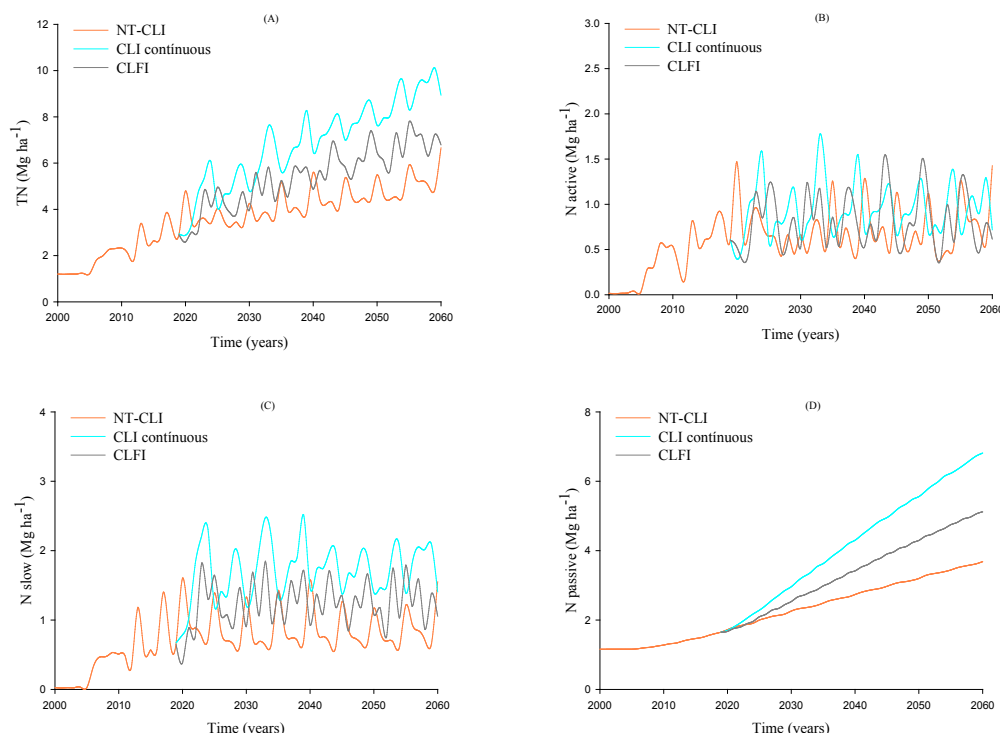 (A)
NT-CLI
CLI contínuous
CLFI
TN (Mg ha⁻¹)
12
10
8
6
4
2
0
2000 2010 2020 2030 2040 2050 2060
Time (years)
(B)
NT-CLI
CLI contínuous
CLFI
N active (Mg ha⁻¹)
3.0
2.5
2.0
1.5
1.0
0.5
0.0
2000 2010 2020 2030 2040 2050 2060
Time (years)
(C)
NT-CLI
CLI contínuous
CLFI
N slow (Mg ha⁻¹)
4
3
2
1
0
2000 2010 2020 2030 2040 2050 2060
Time (years)
(D)
NT-CLI
CLI contínuous
CLFI
N passive (Mg ha⁻¹)
8
6
4
2
0
2000 2010 2020 2030 2040 2050 2060
Time (years)